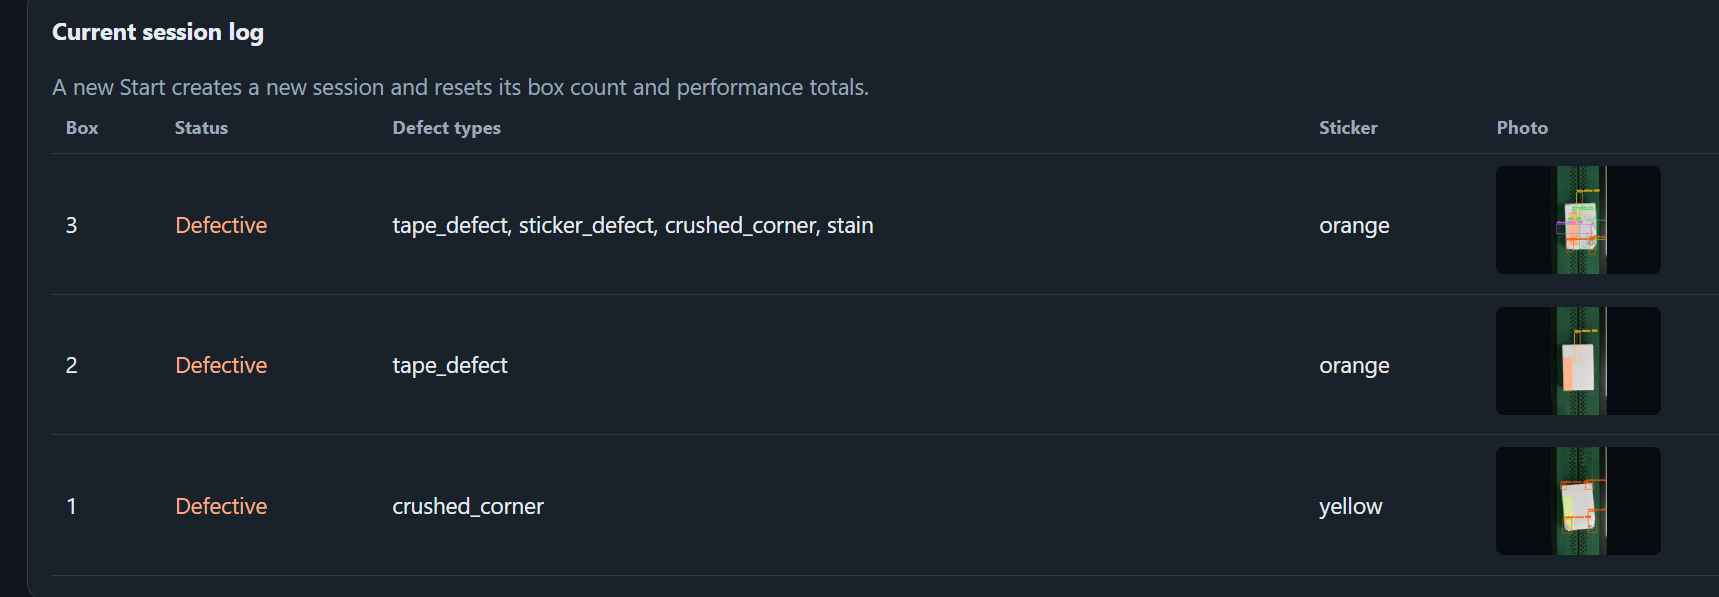 Current session log
A new Start creates a new session and resets its box count and performance totals.
Box Status Defect types Sticker Photo
3 Defective tape_defect, sticker_defect, crushed_corner, stain orange
2 Defective tape_defect orange
1 Defective crushed_corner yellow